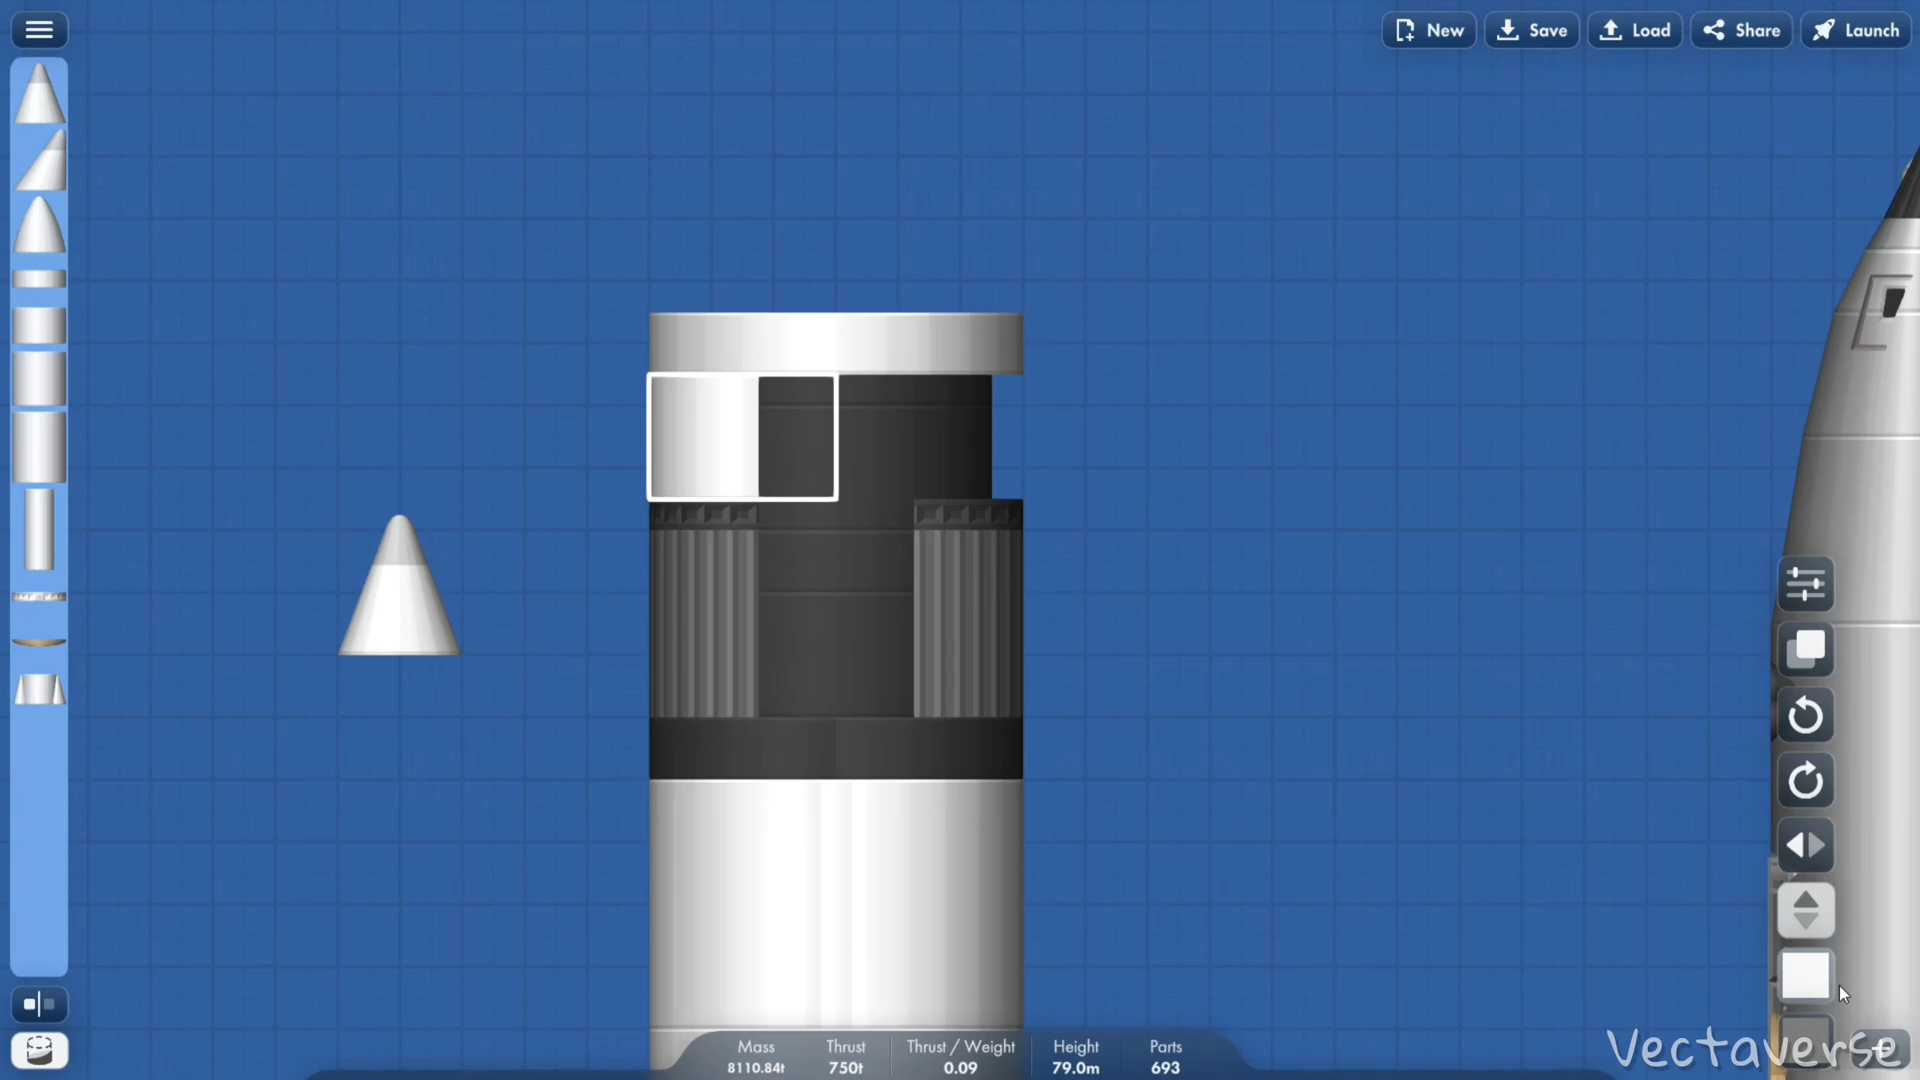 New Save Load Share Launch
Mass Thrust Thrust / Weight Height Parts
8110.84t 750t 0.09 79.0m 693
Vectaverse